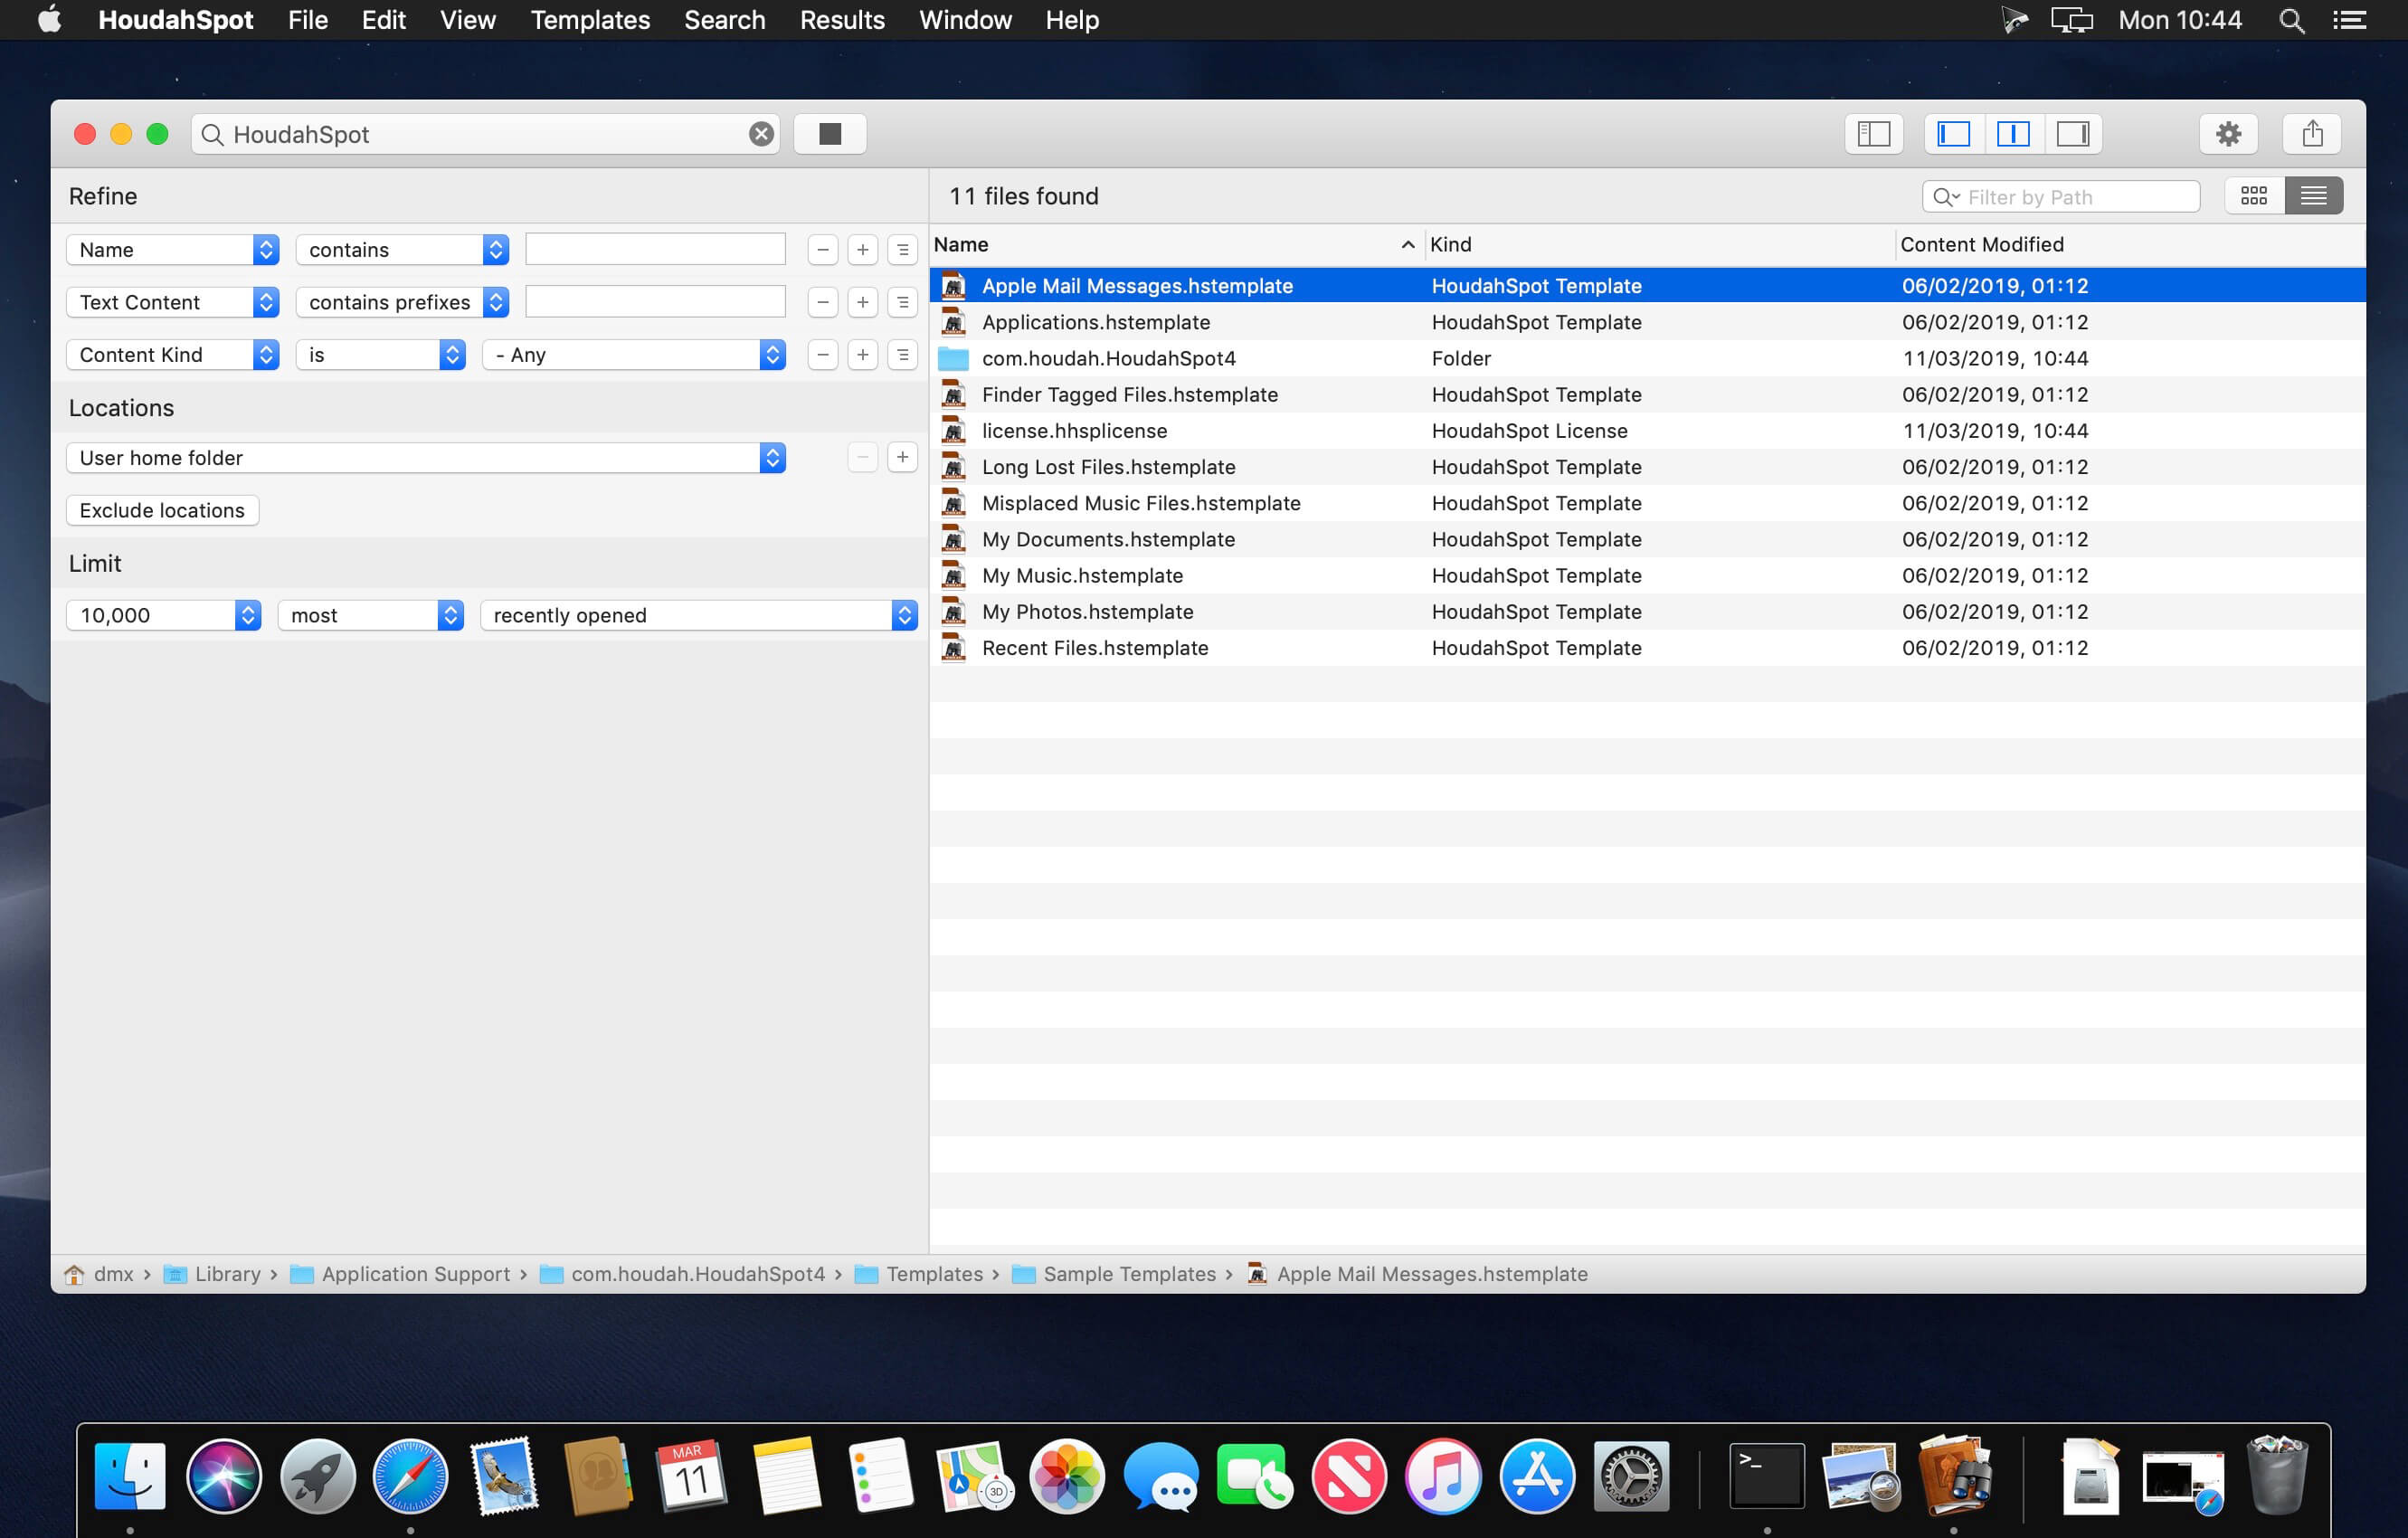 HoudahSpot File Edit View Templates Search Results Window Help Mon 10:44
HoudahSpot
Refine 11 files found Filter by Path
Name contains
Text Content contains prefixes
Content Kind is - Any
Locations
User home folder
Exclude locations
Limit
10,000 most recently opened
Name Kind Content Modified
Apple Mail Messages.hstemplate HoudahSpot Template 06/02/2019, 01:12
Applications.hstemplate HoudahSpot Template 06/02/2019, 01:12
com.houdah.HoudahSpot4 Folder 11/03/2019, 10:44
Finder Tagged Files.hstemplate HoudahSpot Template 06/02/2019, 01:12
license.hhsplicense HoudahSpot License 11/03/2019, 10:44
Long Lost Files.hstemplate HoudahSpot Template 06/02/2019, 01:12
Misplaced Music Files.hstemplate HoudahSpot Template 06/02/2019, 01:12
My Documents.hstemplate HoudahSpot Template 06/02/2019, 01:12
My Music.hstemplate HoudahSpot Template 06/02/2019, 01:12
My Photos.hstemplate HoudahSpot Template 06/02/2019, 01:12
Recent Files.hstemplate HoudahSpot Template 06/02/2019, 01:12
dmx › Library › Application Support › com.houdah.HoudahSpot4 › Templates › Sample Templates › Apple Mail Messages.hstemplate
MAR
11
3D
>_